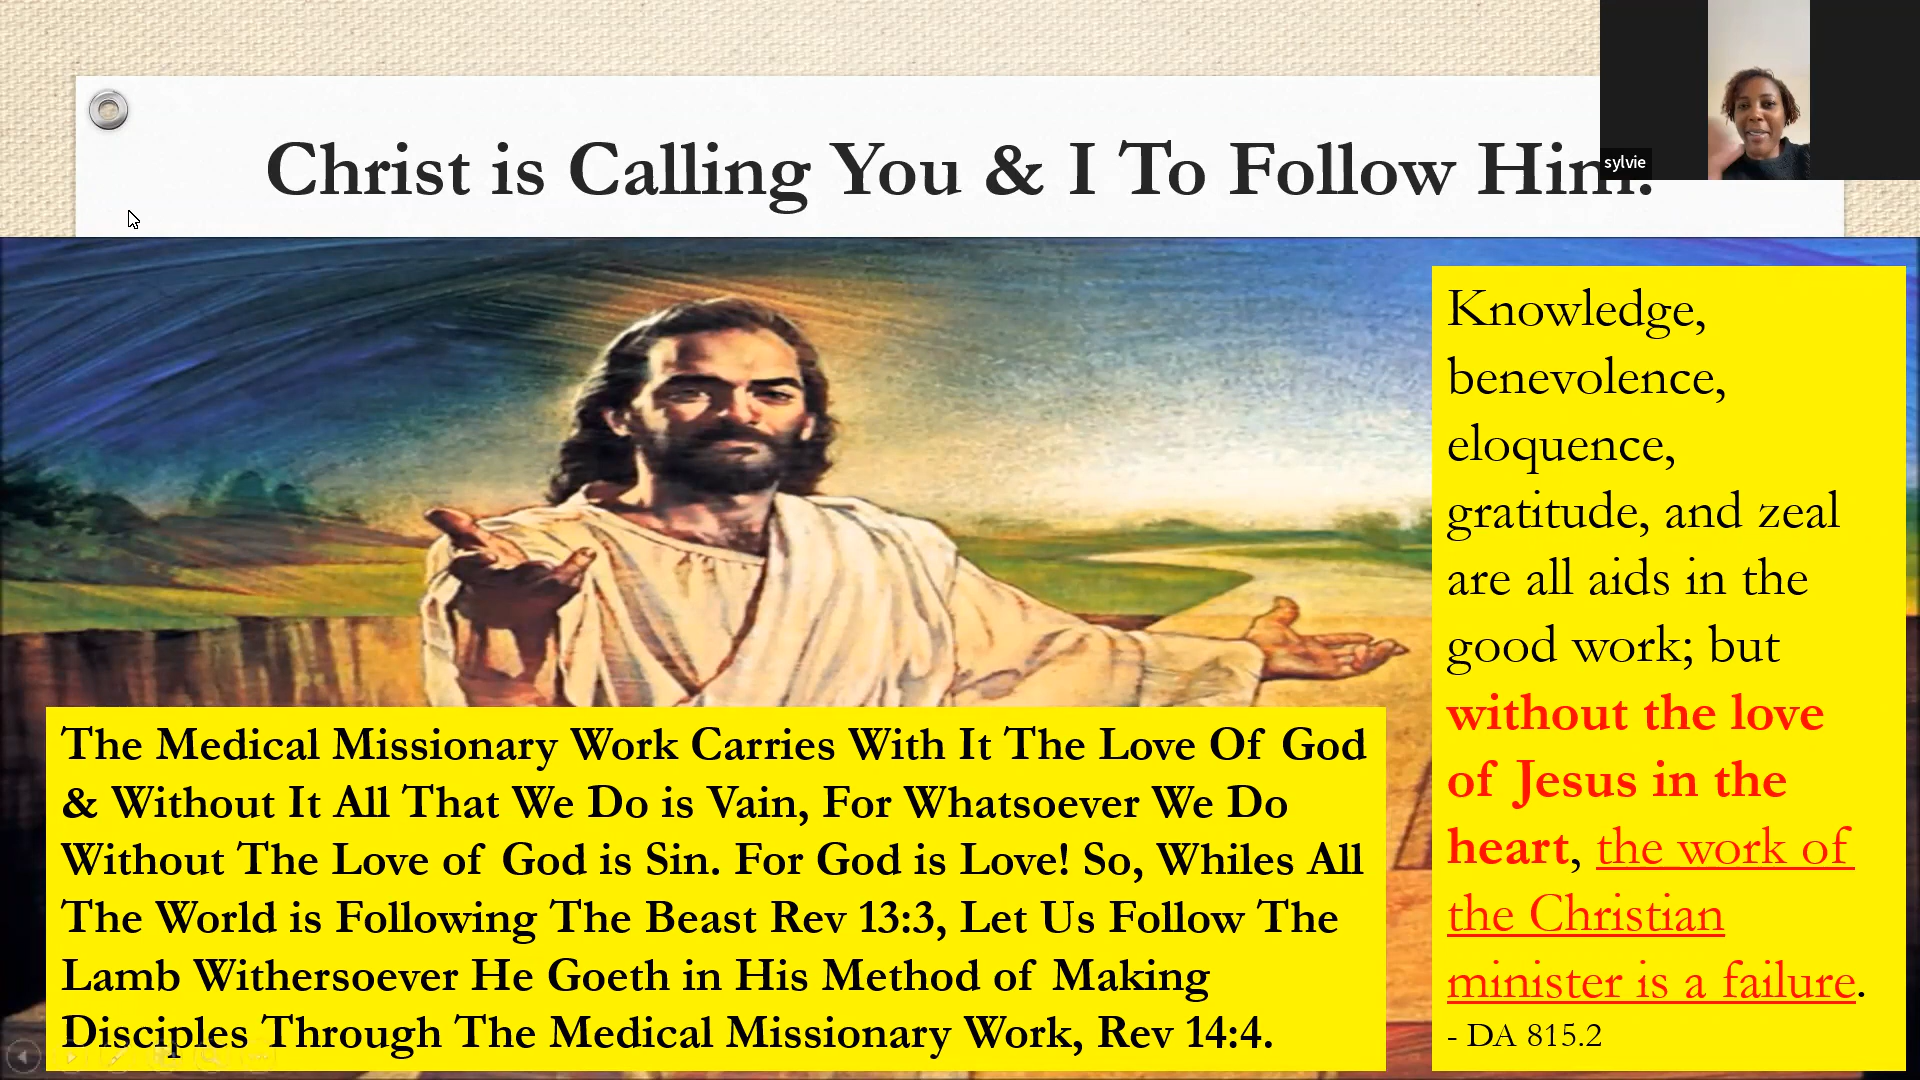 Christ is Calling You & I To Follow Him.
sylvie
Knowledge,
benevolence,
eloquence,
gratitude, and zeal
are all aids in the
good work; but
without the love
of Jesus in the
heart, the work of
the Christian
minister is a failure.
- DA 815.2
The Medical Missionary Work Carries With It The Love Of God
& Without It All That We Do is Vain, For Whatsoever We Do
Without The Love of God is Sin. For God is Love! So, Whiles All
The World is Following The Beast Rev 13:3, Let Us Follow The
Lamb Withersoever He Goeth in His Method of Making
Disciples Through The Medical Missionary Work, Rev 14:4.